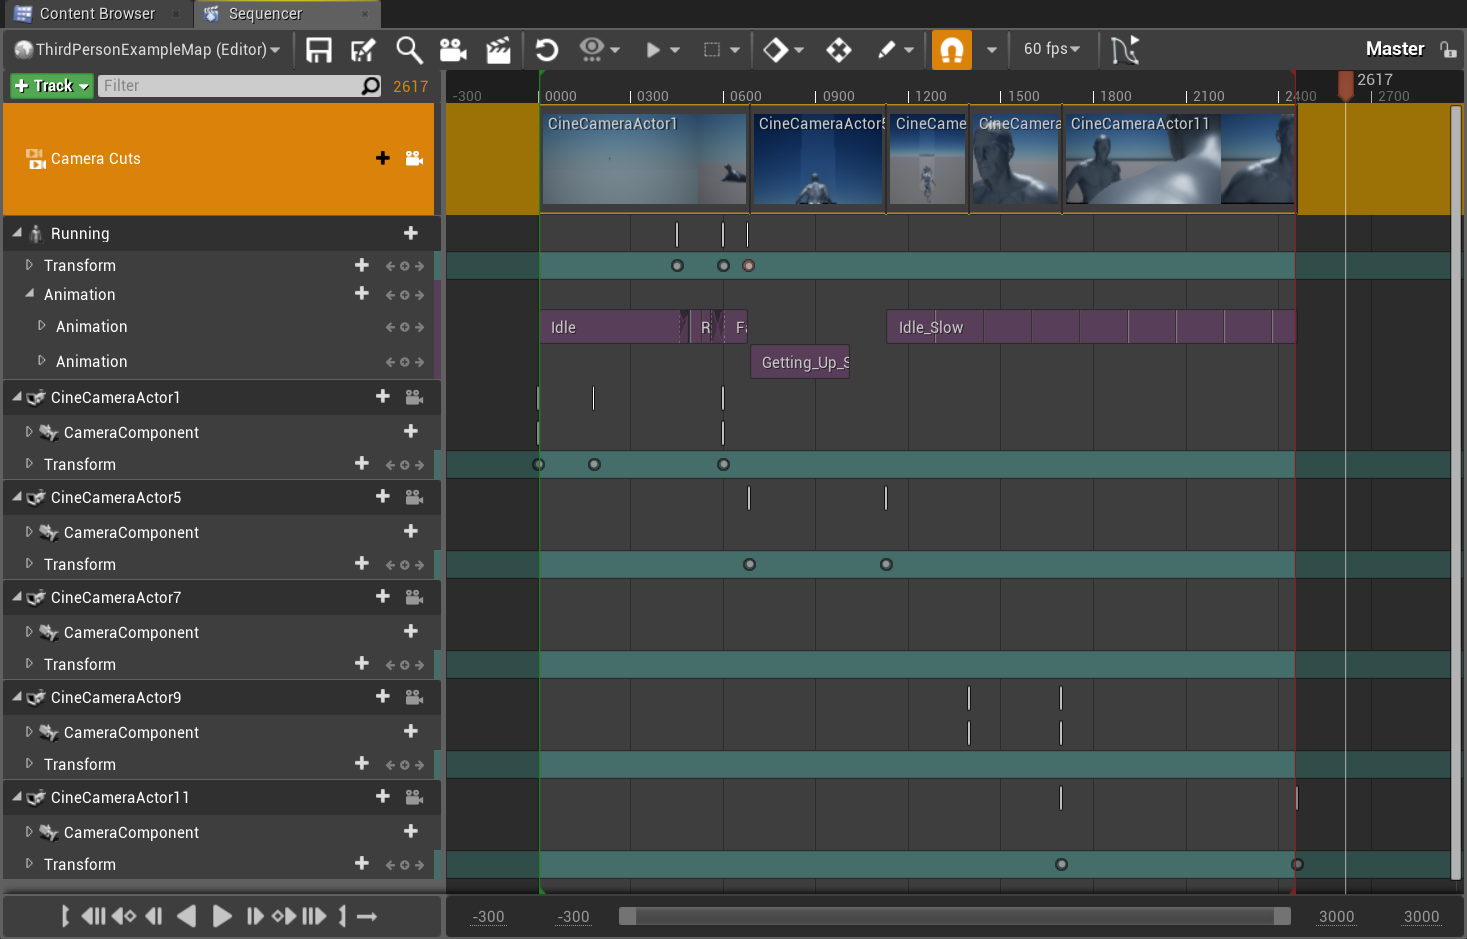 Content Browser
Sequencer
ThirdPersonExampleMap (Editor)
60 fps
Master
Track
Filter
2617
2617
-300
0000
0300
0600
0900
1200
1500
1800
2100
2400
2700
Camera Cuts
CineCameraActor1
CineCameraActor5
CineCame
CineCamera
CineCameraActor11
Running
Transform
Animation
Animation
Idle
R
Fa
Idle_Slow
Animation
Getting_Up_S
CineCameraActor1
CameraComponent
Transform
CineCameraActor5
CameraComponent
Transform
CineCameraActor7
CameraComponent
Transform
CineCameraActor9
CameraComponent
Transform
CineCameraActor11
CameraComponent
Transform
-300
-300
3000
3000